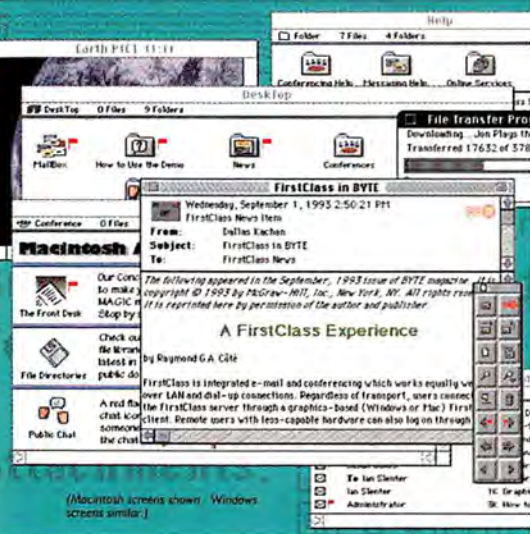 Help
Folder 7 Files 4 Folders
Conferencing Help Messaging Help Online Services
Earth PICT (1:1)
DeskTop
DeskTop 0 Files 9 Folders
MailBox How to Use the Demo News Conferences
File Transfer Pro
Downloading... Jon Plays th
Transferred 17632 of 378
FirstClass in BYTE
Wednesday, September 1, 1993 2:50:21 PM
FirstClass News Item
From: Dallas Kachan
Subject: FirstClass in BYTE
To: FirstClass News
The following appeared in the September, 1993 issue of BYTE magazine. It is
copyright © 1993 by McGraw-Hill, Inc., New York, NY. All rights rese
It is reprinted here by permission of the author and publisher.
A FirstClass Experience
by Raymond G.A. Côté
FirstClass is integrated e-mail and conferencing which works equally we
over LAN and dial-up connections. Regardless of transport, users connec
the FirstClass server through a graphics-based (Windows or Mac) First
client. Remote users with less-capable hardware can also log on through
Conference 0 Files
Macintosh A
The Front Desk
Our Conc
to make y
MAGIC n
Stop by s
File Directories
Check ou
file librari
latest in
public do
Public Chat
A red fla
chat icon
someone
the chat
To Ian Slenter
Ian Slenter
Administrator
(Macintosh screens shown. Windows
screens similar.)